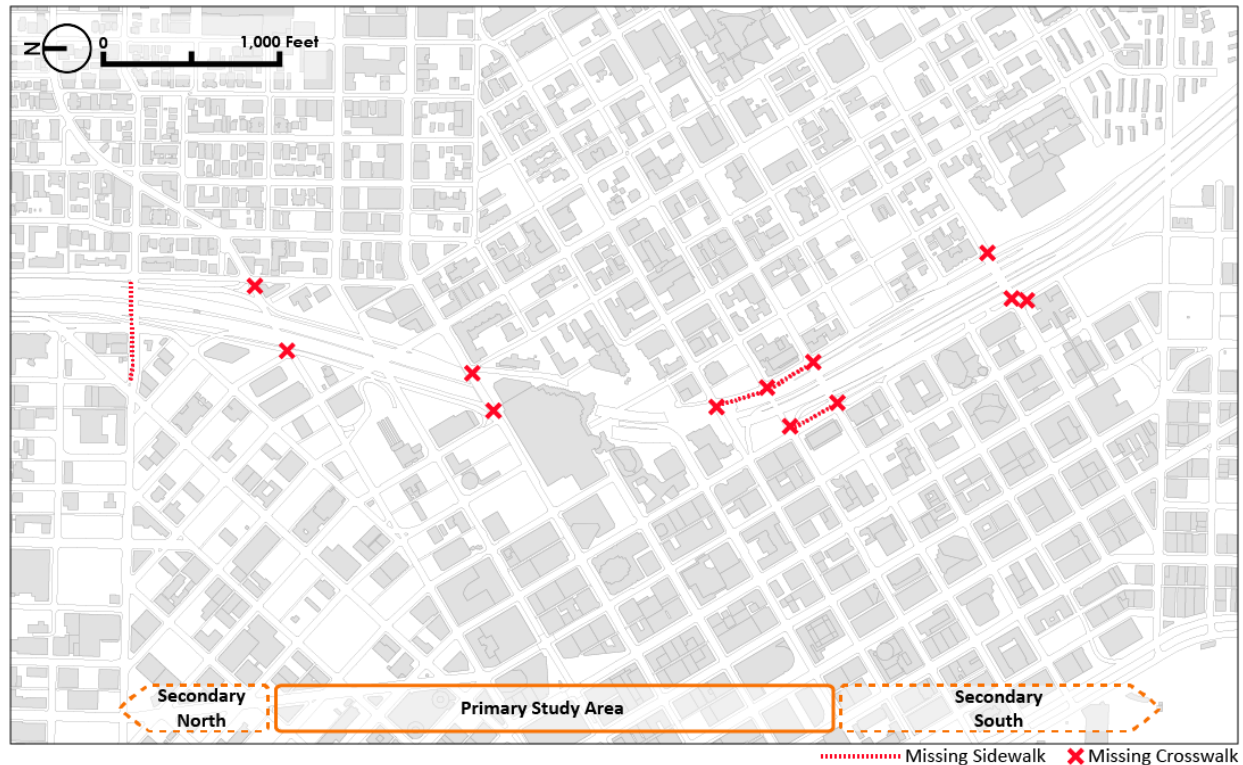 N
0
1,000 Feet
Secondary
North
Primary Study Area
Secondary
South
Missing Sidewalk
Missing Crosswalk